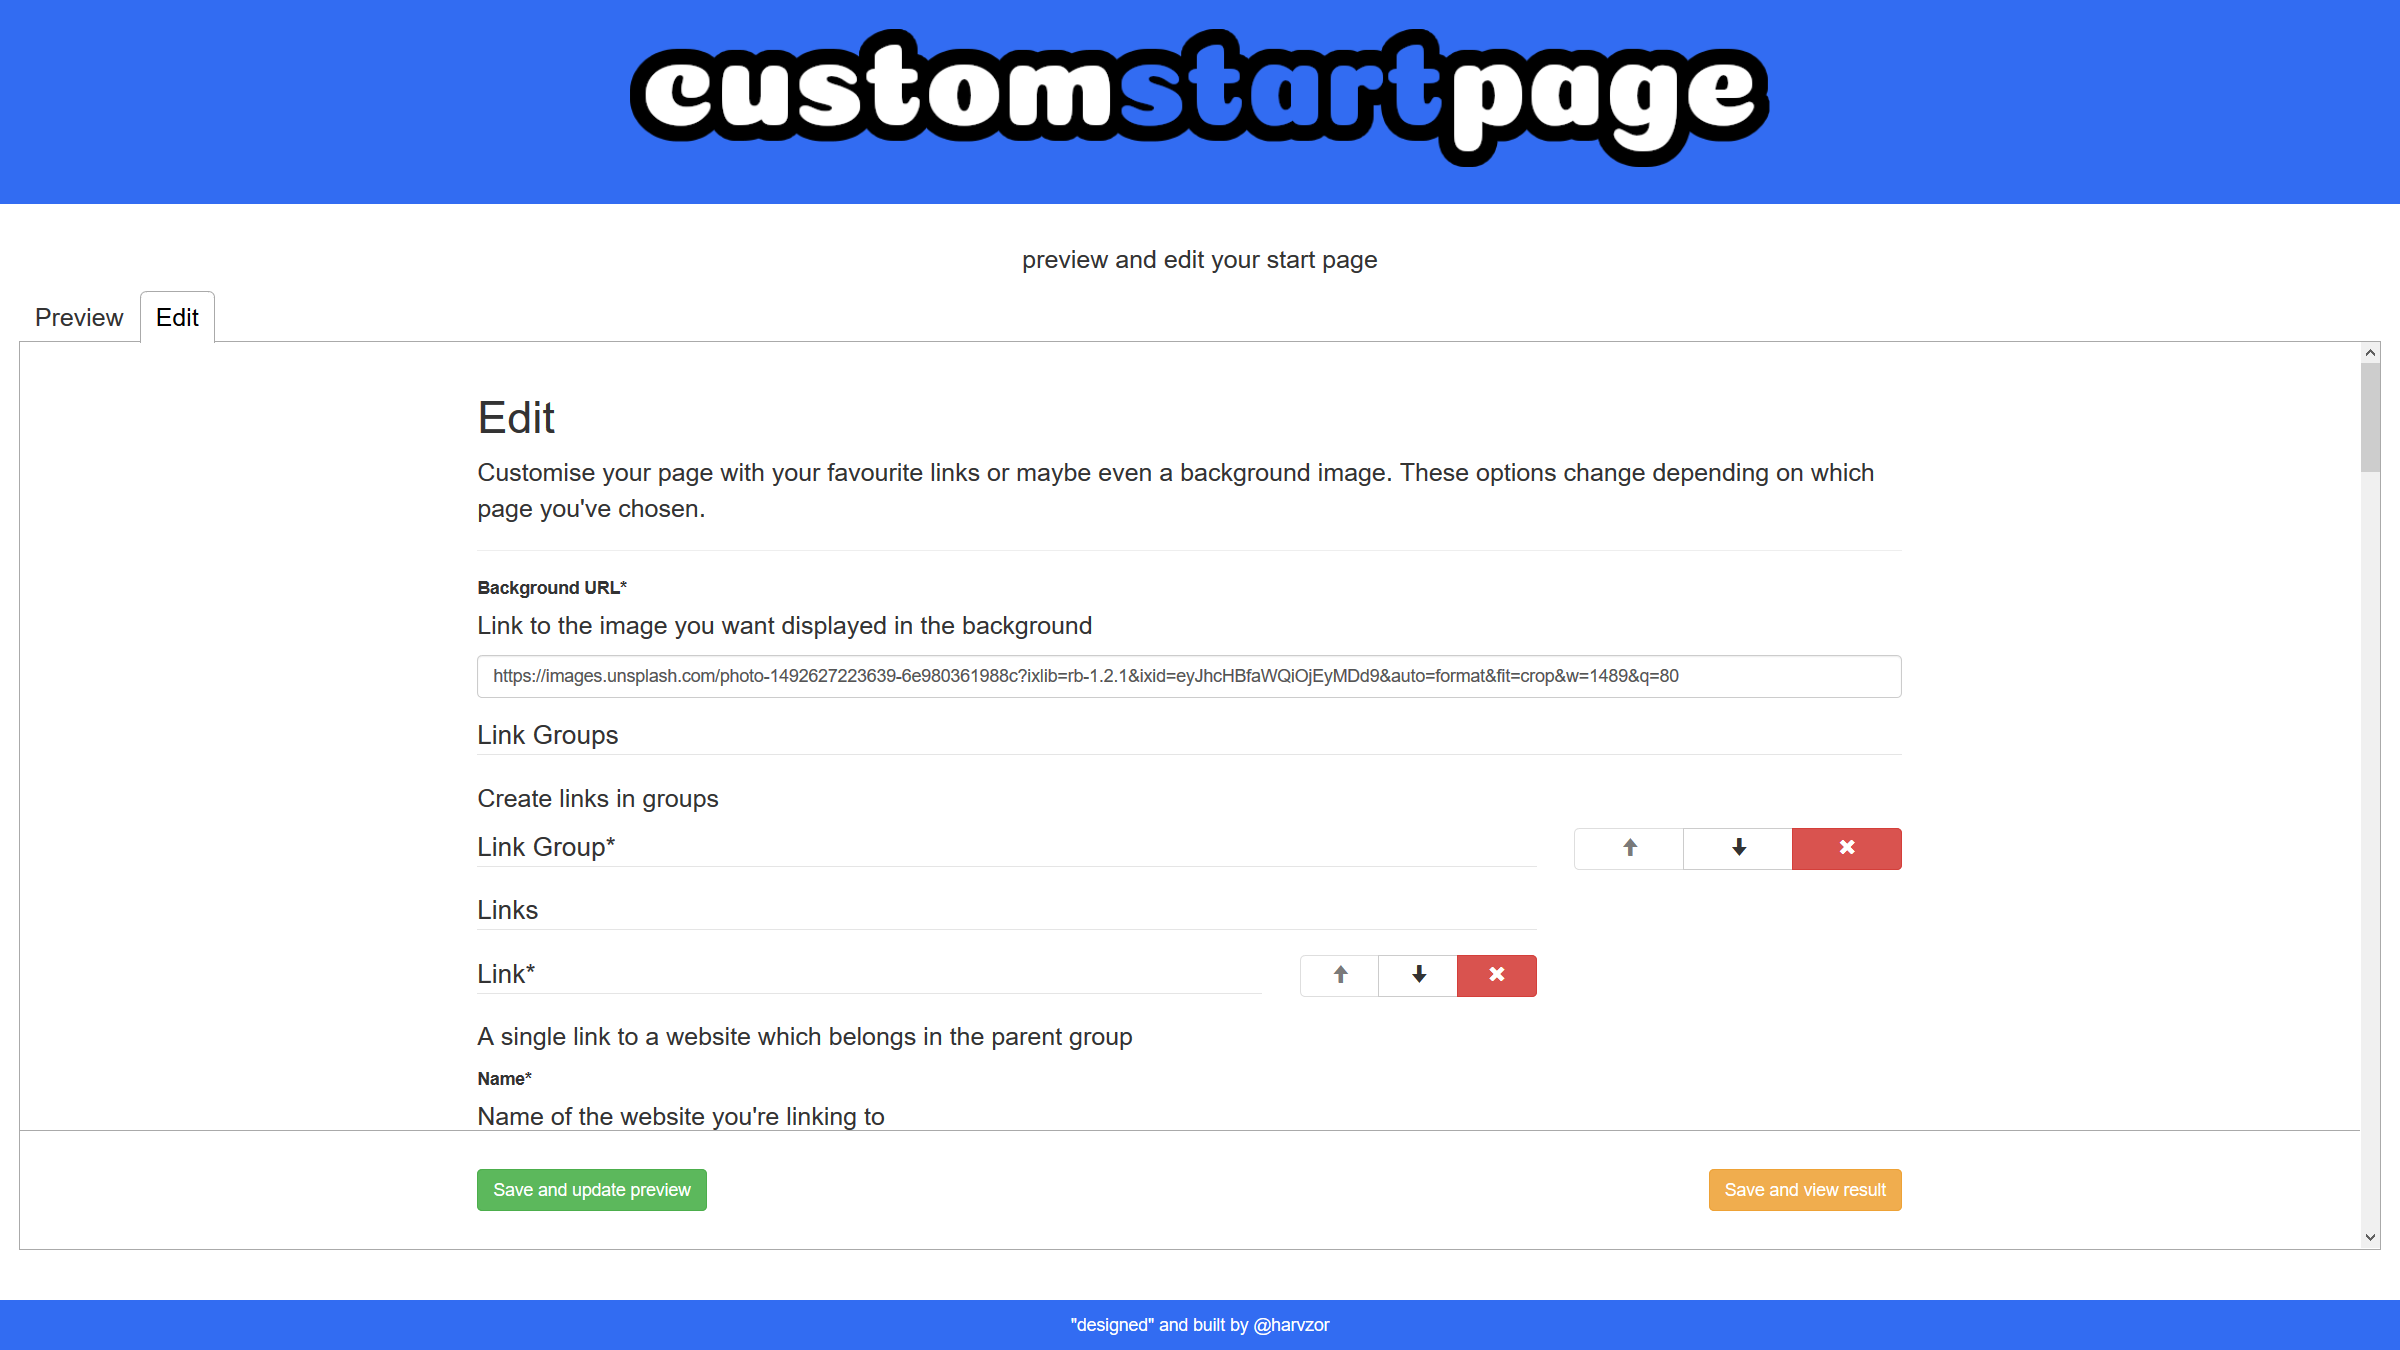 customstartpage
preview and edit your start page
Preview
Edit
Edit
Customise your page with your favourite links or maybe even a background image. These options change depending on which
page you've chosen.
Background URL*
Link to the image you want displayed in the background
https://images.unsplash.com/photo-1492627223639-6e980361988c?ixlib=rb-1.2.1&ixid=eyJhcHBfaWQiOjEyMDd9&auto=format&fit=crop&w=1489&q=80
Link Groups
Create links in groups
Link Group*
Links
Link*
A single link to a website which belongs in the parent group
Name*
Name of the website you're linking to
Save and update preview
Save and view result
"designed" and built by @harvzor